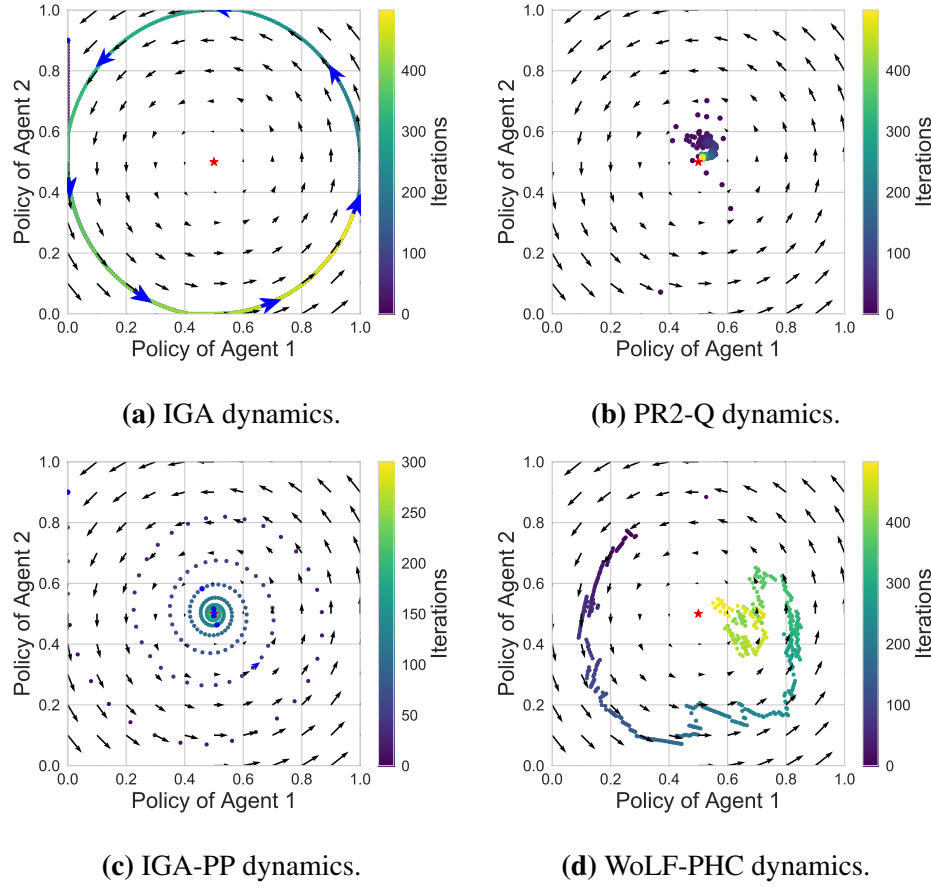 1.0
0.8
0.6
0.4
0.2
0.0
Policy of Agent 2
0.0 0.2 0.4 0.6 0.8 1.0
Policy of Agent 1
400
300
200
100
0
Iterations
(a) IGA dynamics.
1.0
0.8
0.6
0.4
0.2
0.0
Policy of Agent 2
0.0 0.2 0.4 0.6 0.8 1.0
Policy of Agent 1
400
300
200
100
0
Iterations
(b) PR2-Q dynamics.
1.0
0.8
0.6
0.4
0.2
0.0
Policy of Agent 2
0.0 0.2 0.4 0.6 0.8 1.0
Policy of Agent 1
300
250
200
150
100
50
0
Iterations
(c) IGA-PP dynamics.
1.0
0.8
0.6
0.4
0.2
0.0
Policy of Agent 2
0.0 0.2 0.4 0.6 0.8 1.0
Policy of Agent 1
400
300
200
100
0
Iterations
(d) WoLF-PHC dynamics.